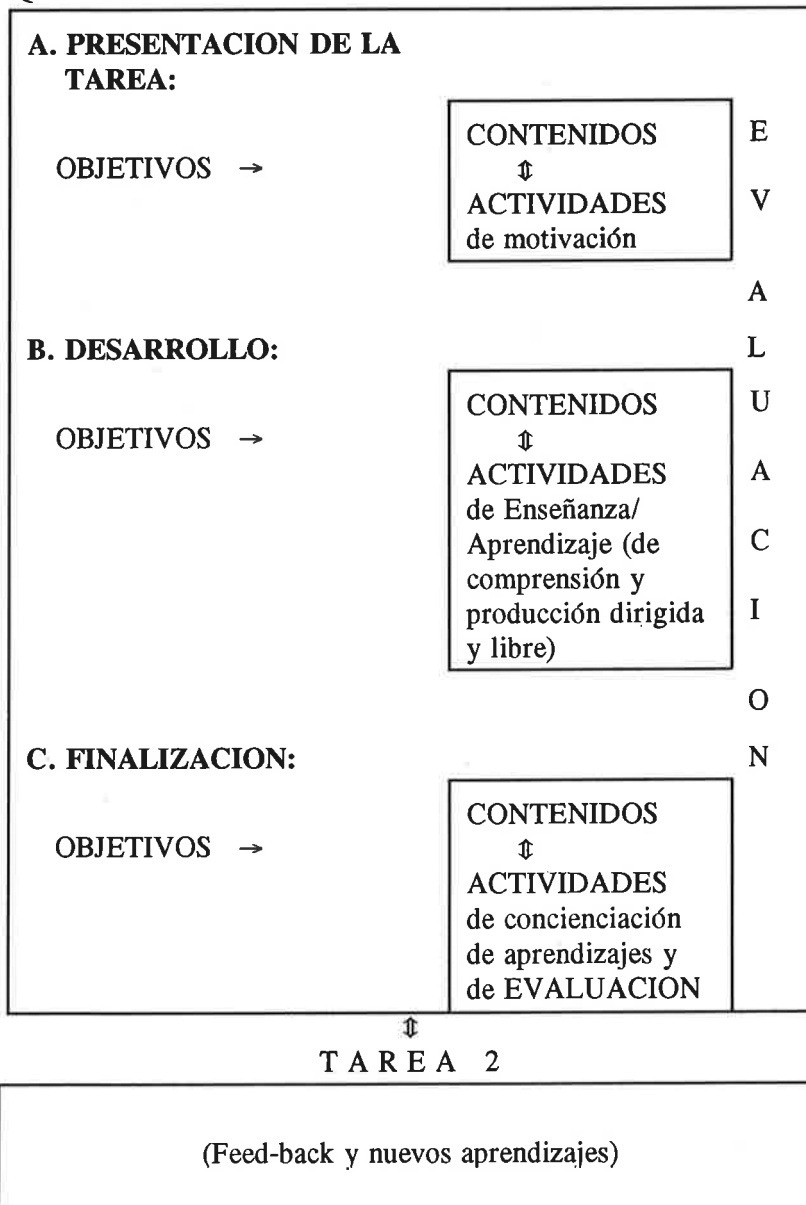 A. PRESENTACION DE LA
TAREA:
OBJETIVOS →
CONTENIDOS
⇕
ACTIVIDADES
de motivación
B. DESARROLLO:
OBJETIVOS →
CONTENIDOS
⇕
ACTIVIDADES
de Enseñanza/
Aprendizaje (de
comprensión y
producción dirigida
y libre)
C. FINALIZACION:
OBJETIVOS →
CONTENIDOS
⇕
ACTIVIDADES
de concienciación
de aprendizajes y
de EVALUACION
E
V
A
L
U
A
C
I
O
N
⇕
TAREA 2
(Feed-back y nuevos aprendizajes)